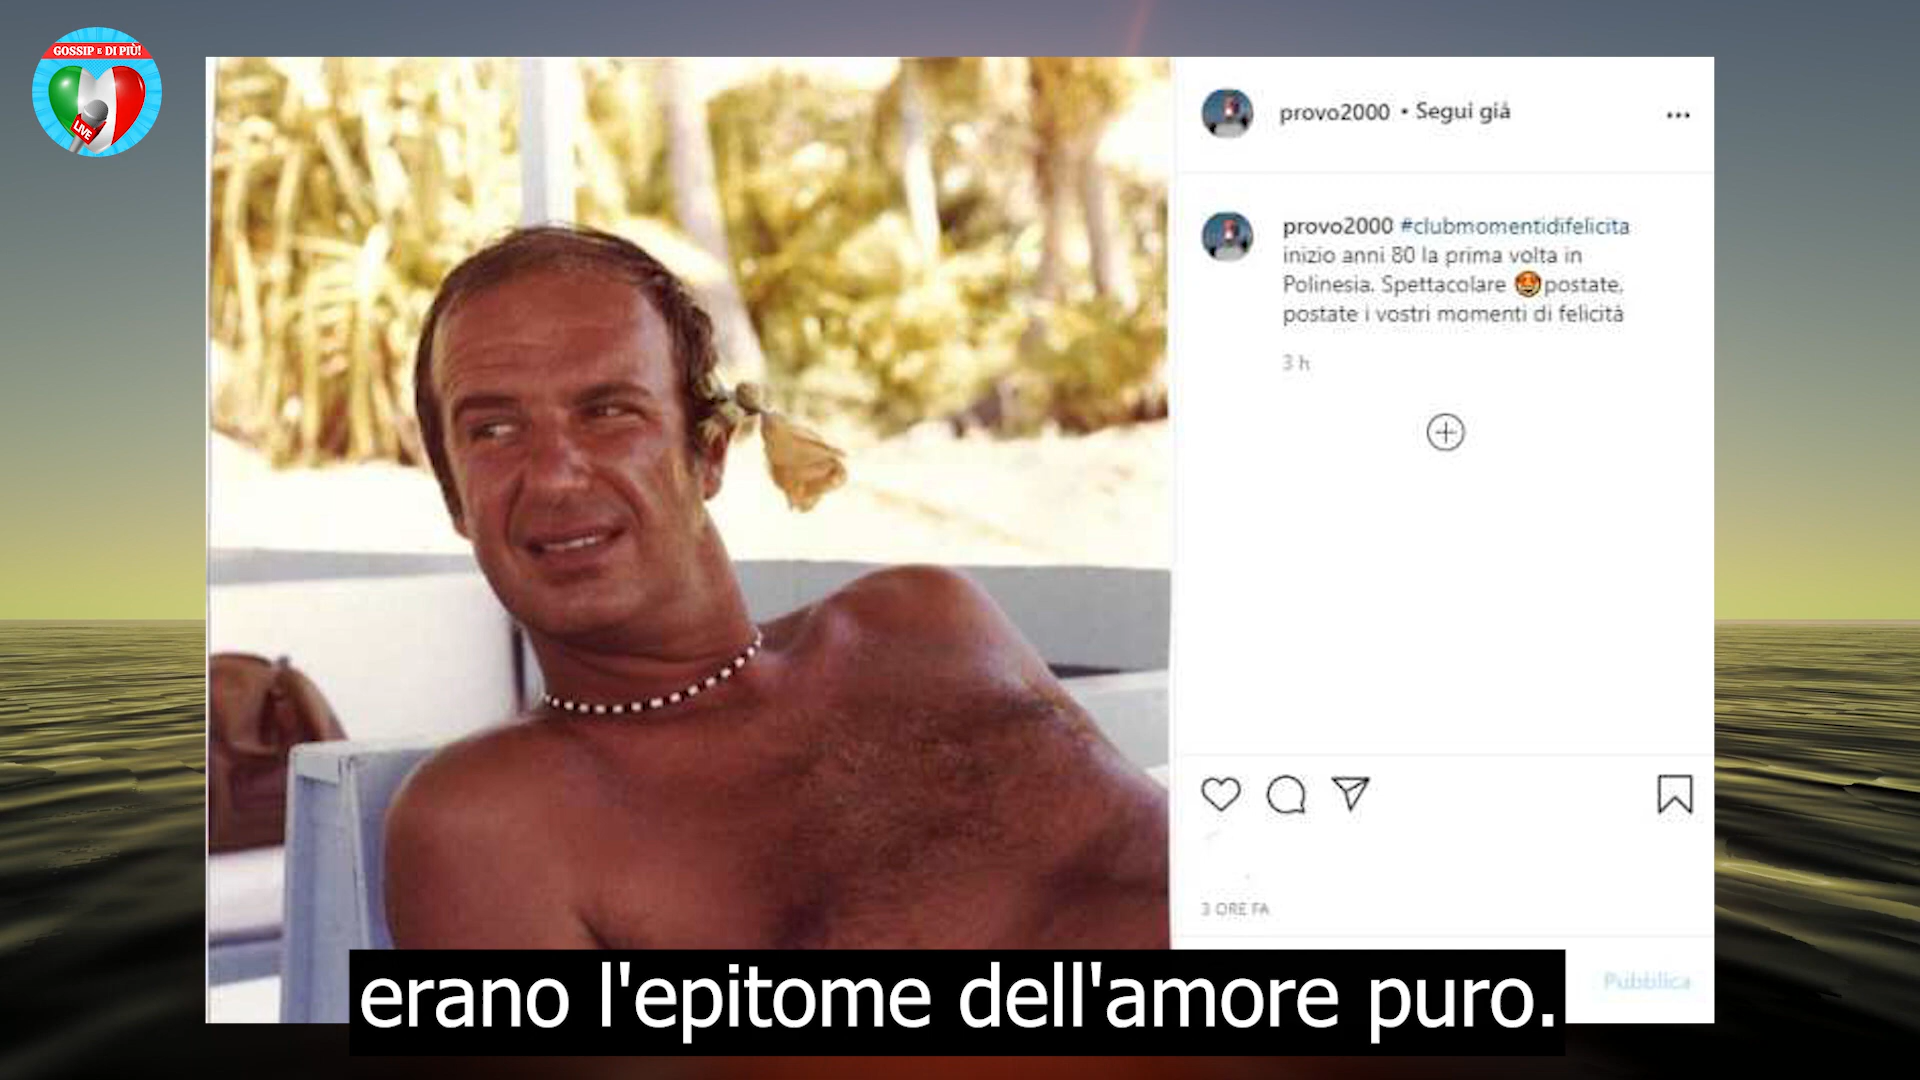 GOSSIP E DI PIÙ!
LIVE
provo2000 • Segui già
provo2000 #clubmomentidifelicita
inizio anni 80 la prima volta in
Polinesia. Spettacolare 🤩postate,
postate i vostri momenti di felicità
3 h
3 ORE FA
Pubblica
erano l'epitome dell'amore puro.